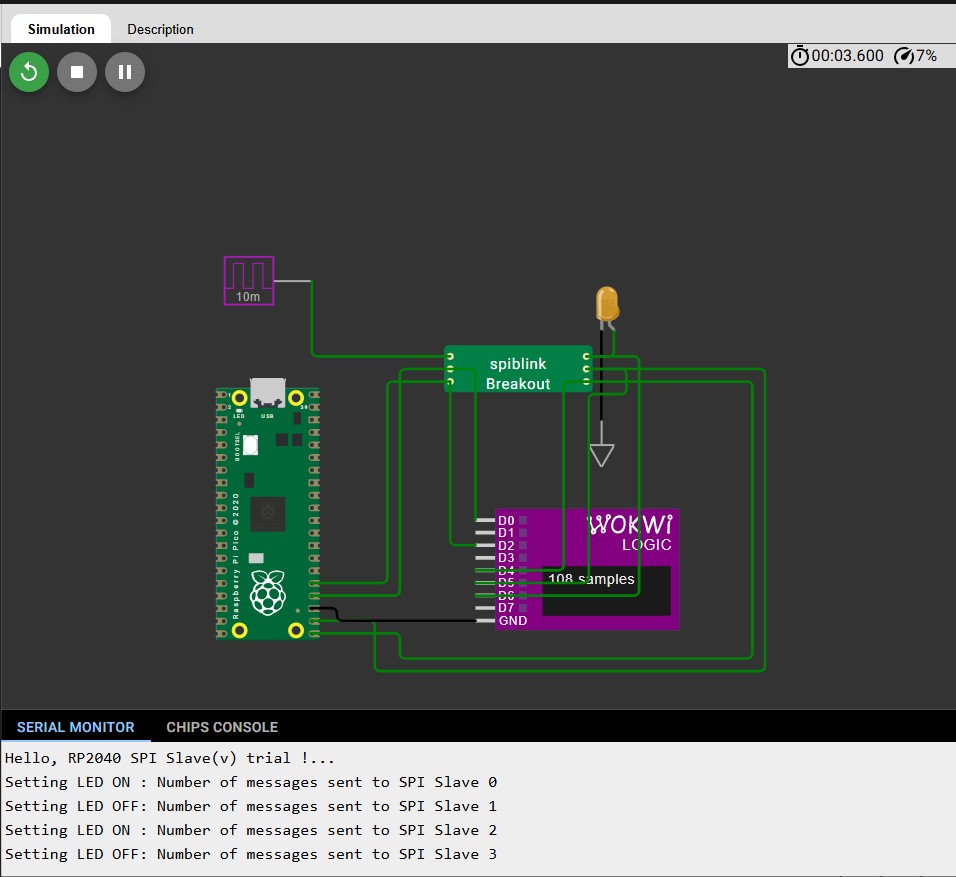 Simulation
Description
00:03.600
7%
10m
spiblink
Breakout
LED
USB
BOOTSEL
Raspberry Pi Pico ©2020
D0
D1
D2
D3
D4
D5
D6
D7
GND
WOKWi
LOGIC
108 samples
SERIAL MONITOR
CHIPS CONSOLE
Hello, RP2040 SPI Slave(v) trial !...
Setting LED ON : Number of messages sent to SPI Slave 0
Setting LED OFF: Number of messages sent to SPI Slave 1
Setting LED ON : Number of messages sent to SPI Slave 2
Setting LED OFF: Number of messages sent to SPI Slave 3